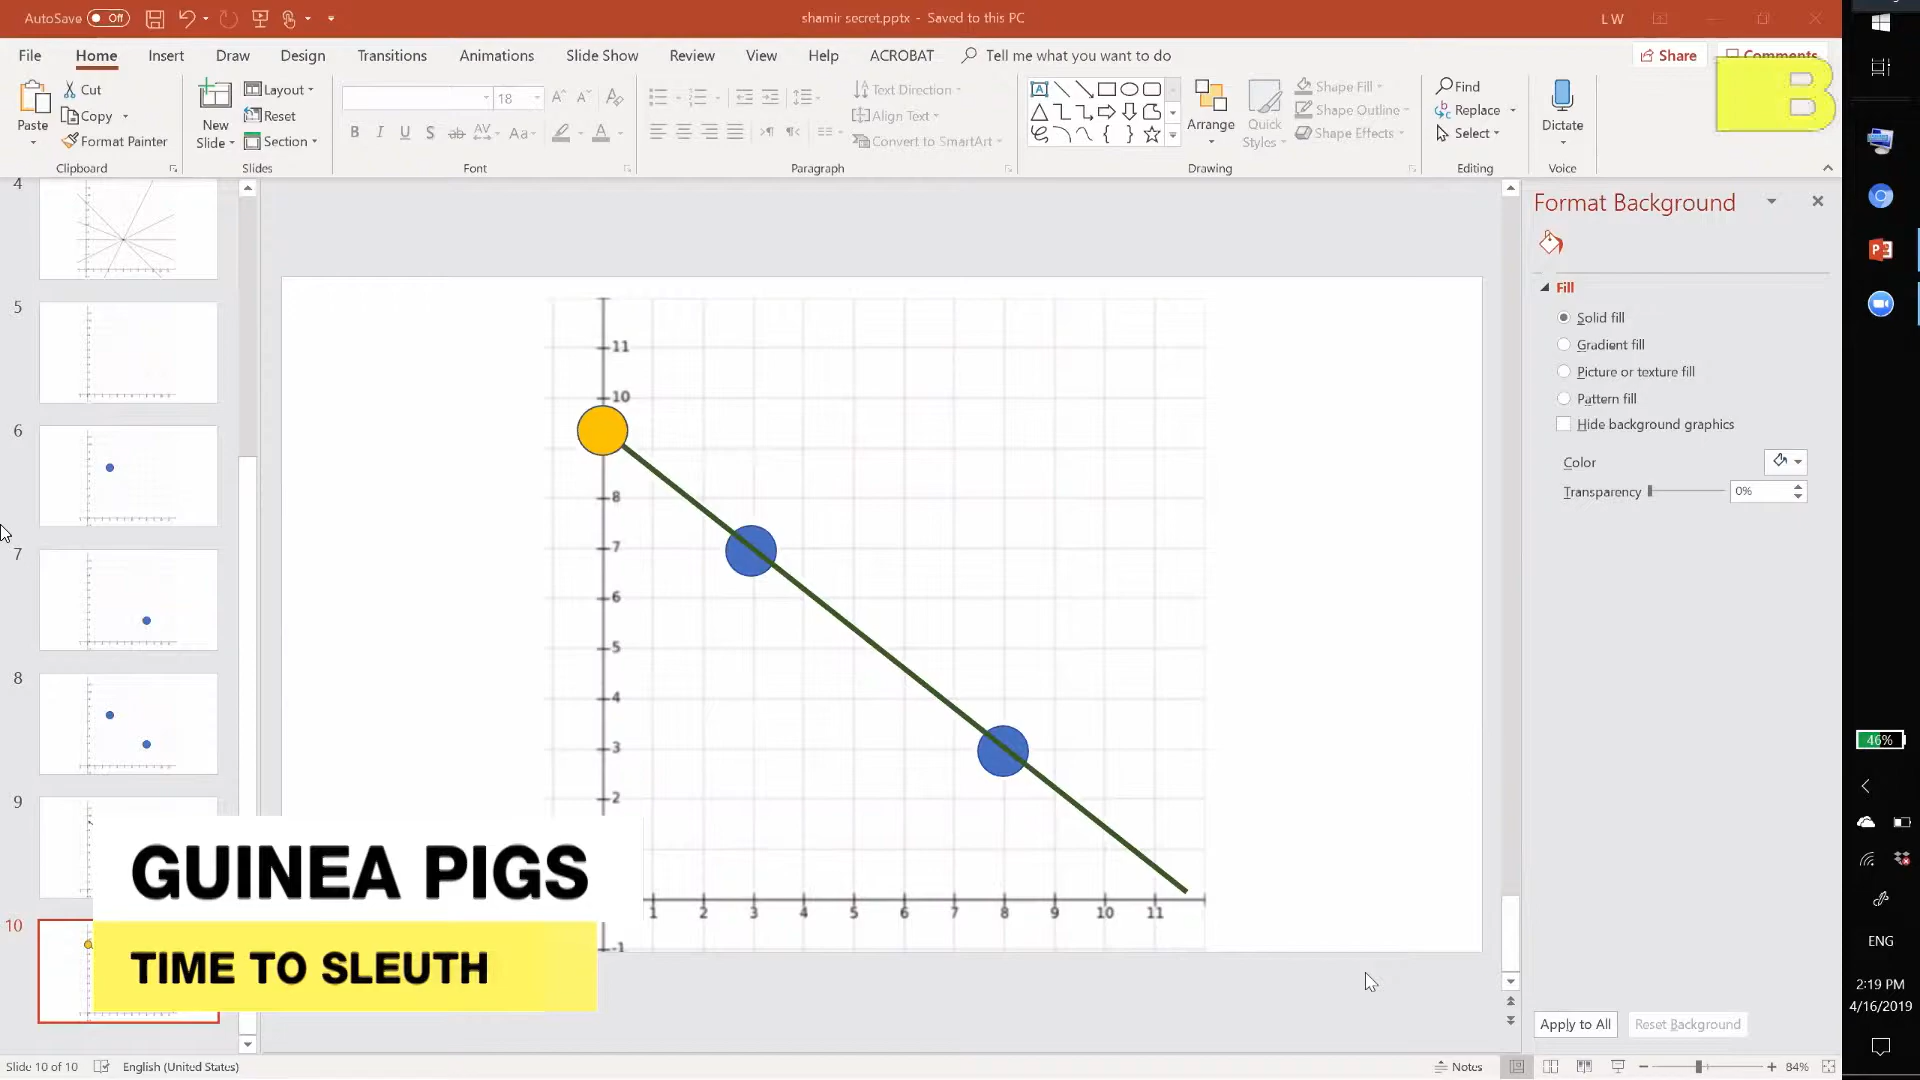 AutoSave Off
shamir secret.pptx - Saved to this PC
L W
File Home Insert Draw Design Transitions Animations Slide Show Review View Help ACROBAT Tell me what you want to do
Share Comments
B
Paste
Cut
Copy
Format Painter
Clipboard
New
Slide
Layout
Reset
Section
Slides
18
Aa
Font
Text Direction
Align Text
Convert to SmartArt
Paragraph
Arrange
Quick
Styles
Shape Fill
Shape Outline
Shape Effects
Drawing
Find
Replace
Select
Editing
Dictate
Voice
4
5
6
7
8
9
10
11
10
8
7
6
5
4
3
2
-1
1 2 3 4 5 6 7 8 9 10 11
GUINEA PIGS
TIME TO SLEUTH
Format Background
Fill
Solid fill
Gradient fill
Picture or texture fill
Pattern fill
Hide background graphics
Color
Transparency 0%
Apply to All Reset Background
46%
ENG
2:19 PM
4/16/2019
Slide 10 of 10 English (United States)
Notes
84%